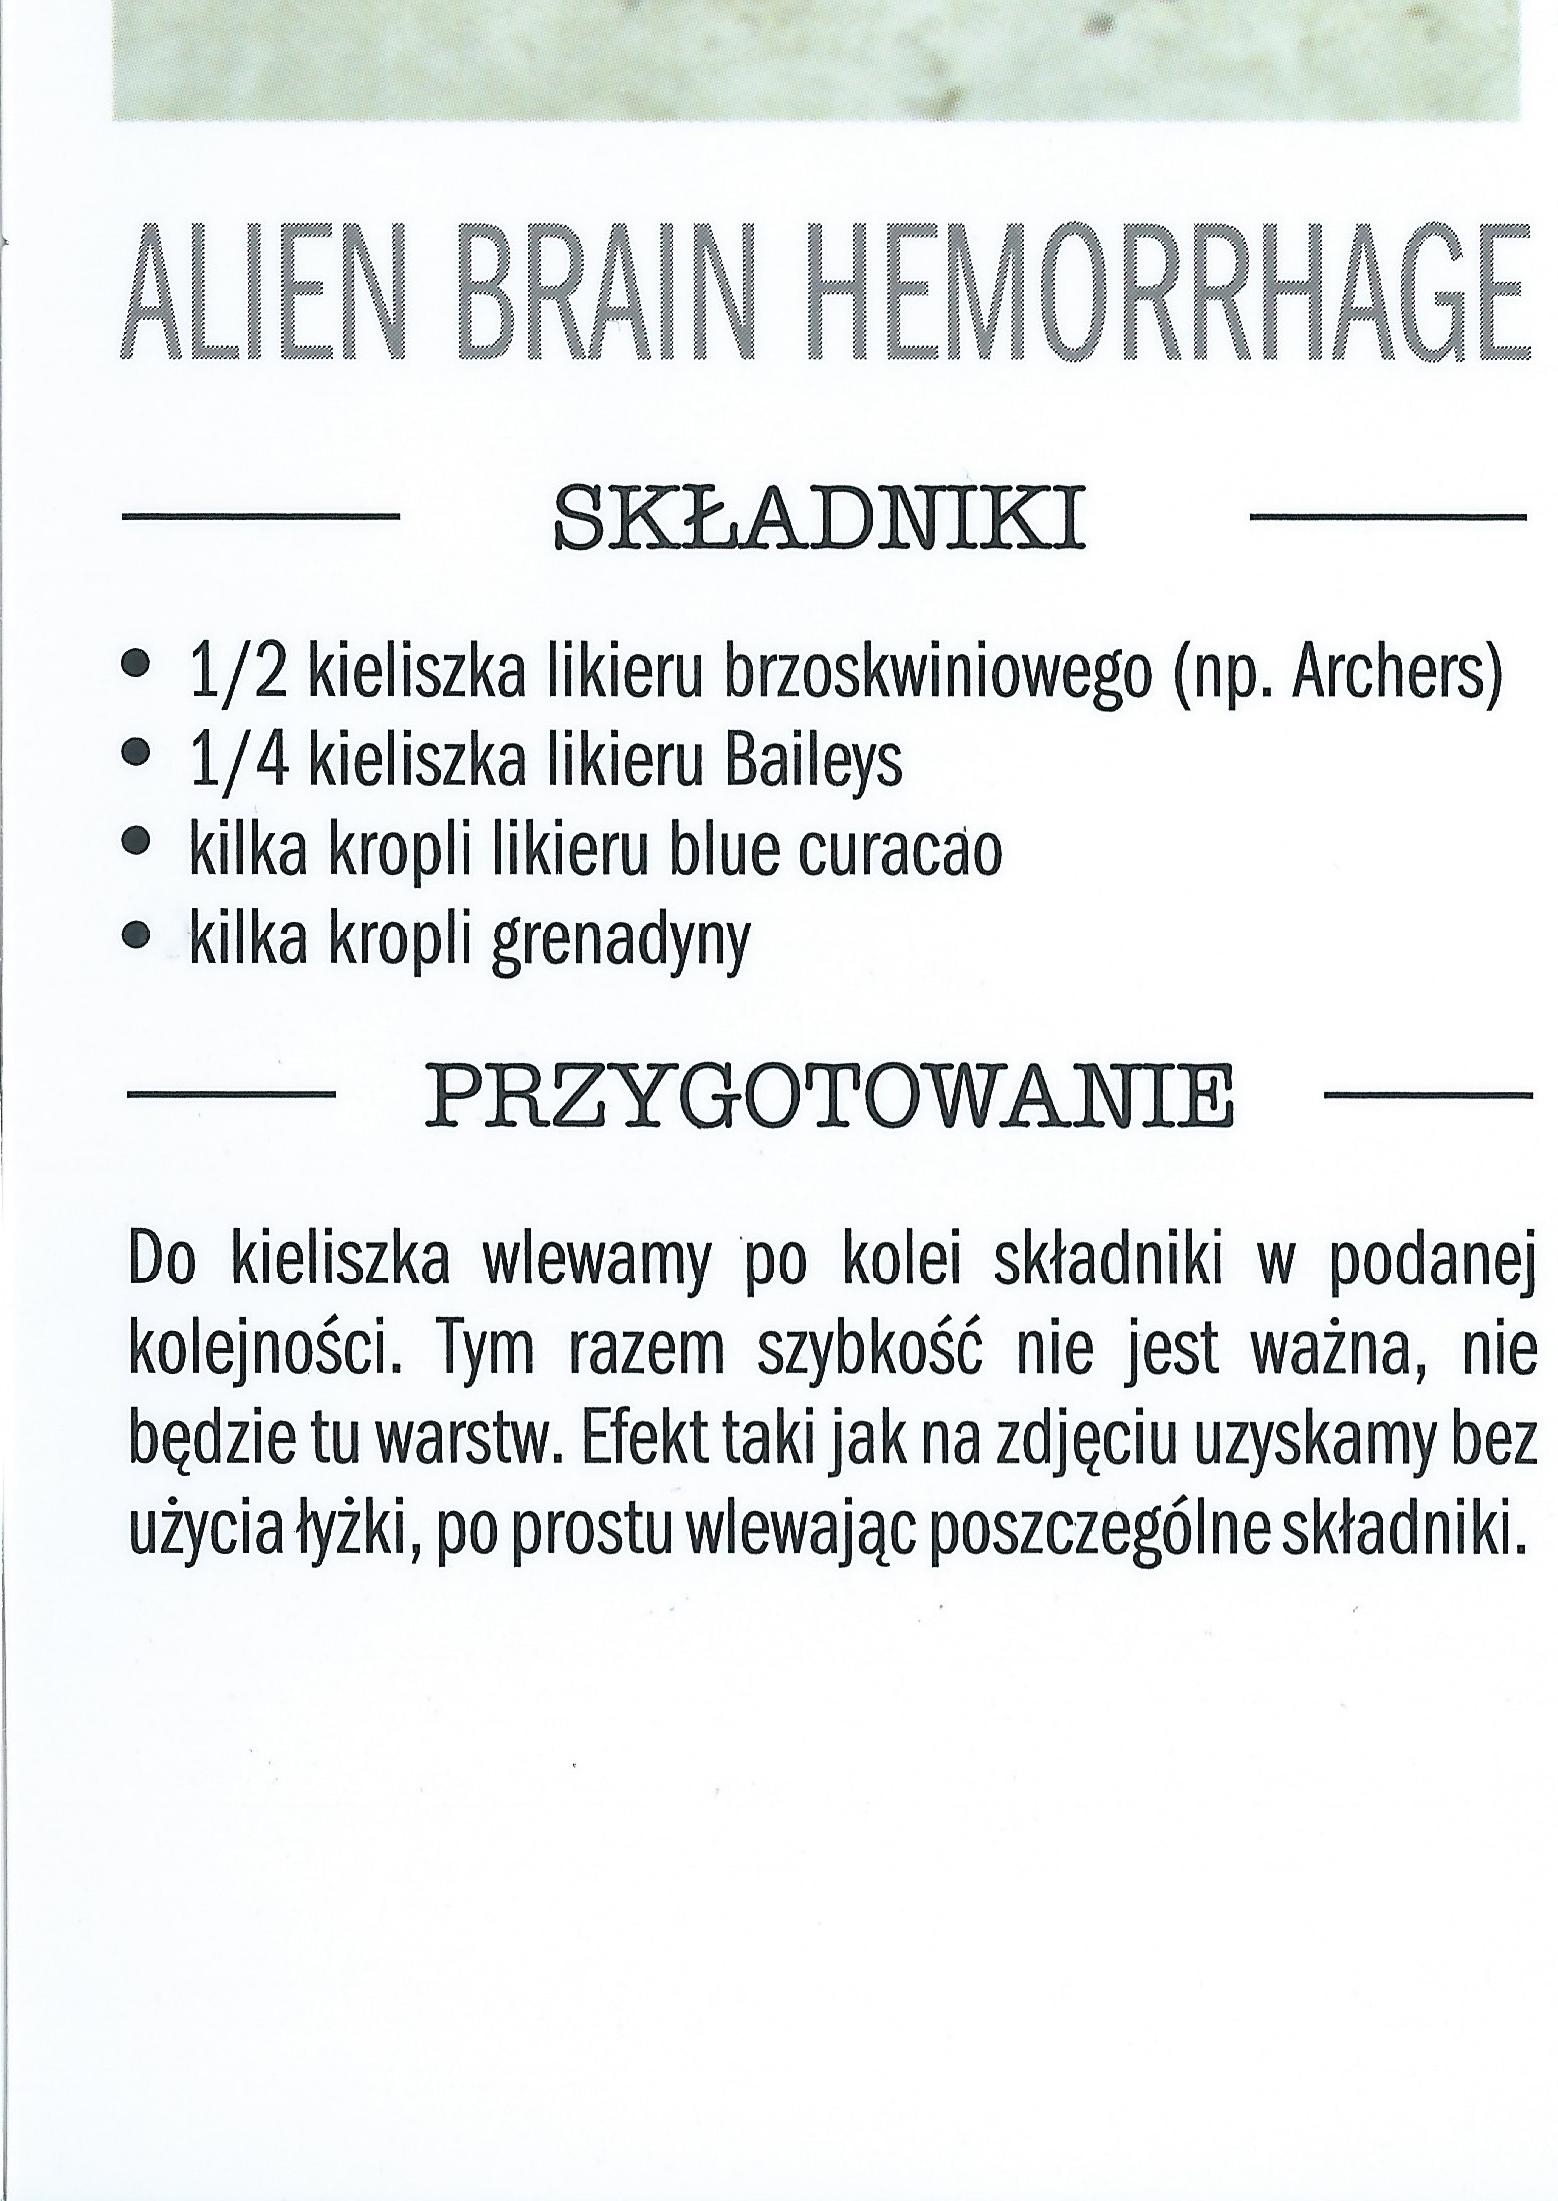 ALIEN BRAIN HEMORRHAGE
SKŁADNIKI
• 1/2 kieliszka likieru brzoskwiniowego (np. Archers)
• 1/4 kieliszka likieru Baileys
• kilka kropli likieru blue curacao
• kilka kropli grenadyny
PRZYGOTOWANIE
Do kieliszka wlewamy po kolei składniki w podanej
kolejności. Tym razem szybkość nie jest ważna, nie
będzie tu warstw. Efekt taki jak na zdjęciu uzyskamy bez
użycia łyżki, po prostu wlewając poszczególne składniki.